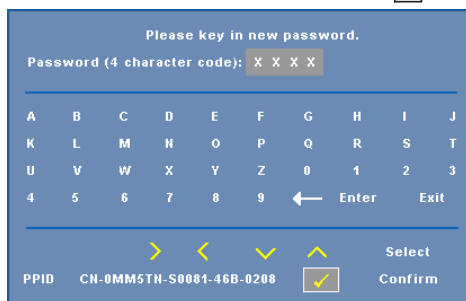 Please key in new password.
Password (4 character code): X X X X
A B C D E F G H I J
K L M N O P Q R S T
U V W X Y Z 0 1 2 3
4 5 6 7 8 9 Enter Exit
Select
PPID CN-0MM5TN-S0081-46B-0208 Confirm